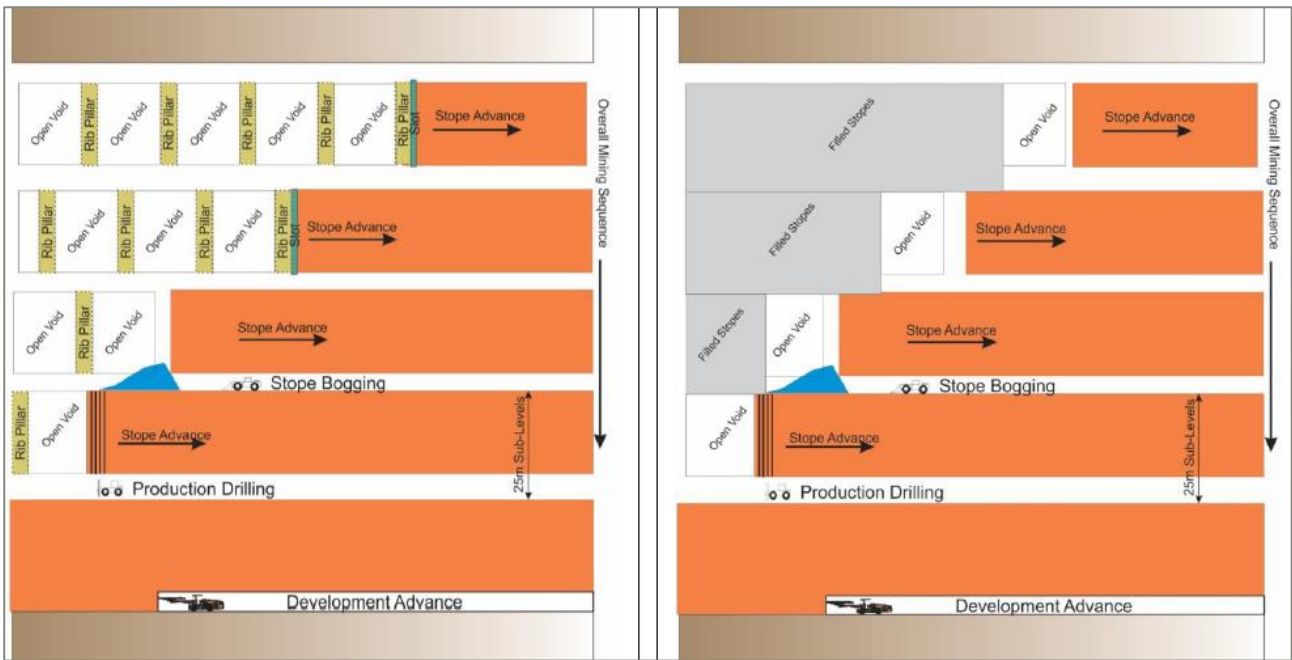 Open Void
Rib Pillar
Open Void
Rib Pillar
Open Void
Rib Pillar
Open Void
Rib Pillar
Open Void
Rib Pillar
Slot
Stope Advance
Rib Pillar
Open Void
Rib Pillar
Open Void
Rib Pillar
Open Void
Rib Pillar
Slot
Stope Advance
Open Void
Rib Pillar
Open Void
Stope Advance
Stope Bogging
Rib Pillar
Open Void
Stope Advance
25m Sub-Levels
Production Drilling
Development Advance
Overall Mining Sequence
Filled Stopes
Open Void
Stope Advance
Filled Stopes
Open Void
Stope Advance
Filled Stopes
Open Void
Stope Advance
Stope Bogging
Open Void
Stope Advance
25m Sub-Levels
Production Drilling
Development Advance
Overall Mining Sequence